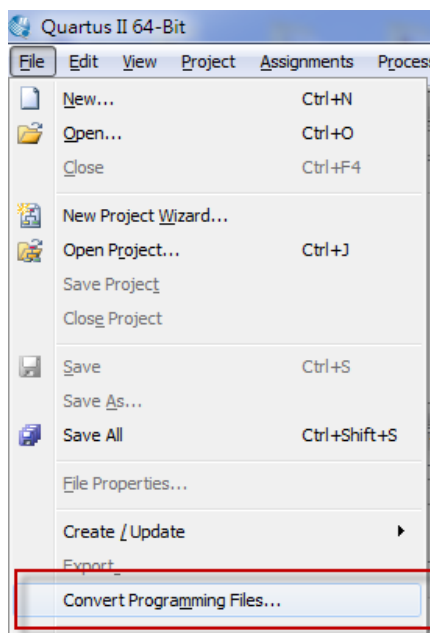 Quartus II 64-Bit
File Edit View Project Assignments Proces
New... Ctrl+N
Open... Ctrl+O
Close Ctrl+F4
New Project Wizard...
Open Project... Ctrl+J
Save Project
Close Project
Save Ctrl+S
Save As...
Save All Ctrl+Shift+S
File Properties...
Create / Update
Export...
Convert Programming Files...